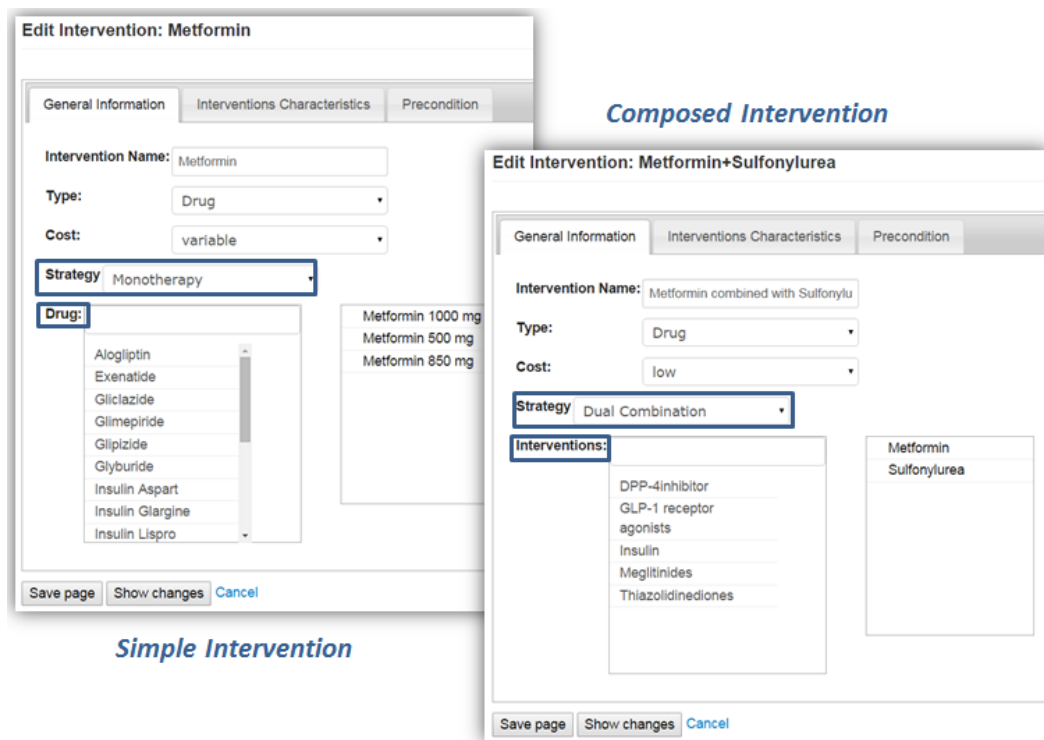 Edit Intervention: Metformin
General Information Interventions Characteristics Precondition
Intervention Name: Metformin
Type: Drug
Cost: variable
Strategy Monotherapy
Drug:
Alogliptin
Exenatide
Gliclazide
Glimepiride
Glipizide
Glyburide
Insulin Aspart
Insulin Glargine
Insulin Lispro
Metformin 1000 mg
Metformin 500 mg
Metformin 850 mg
Save page Show changes Cancel
Simple Intervention
Composed Intervention
Edit Intervention: Metformin+Sulfonylurea
General Information Interventions Characteristics Precondition
Intervention Name: Metformin combined with Sulfonylu
Type: Drug
Cost: low
Strategy Dual Combination
Interventions:
DPP-4inhibitor
GLP-1 receptor
agonists
Insulin
Meglitinides
Thiazolidinediones
Metformin
Sulfonylurea
Save page Show changes Cancel